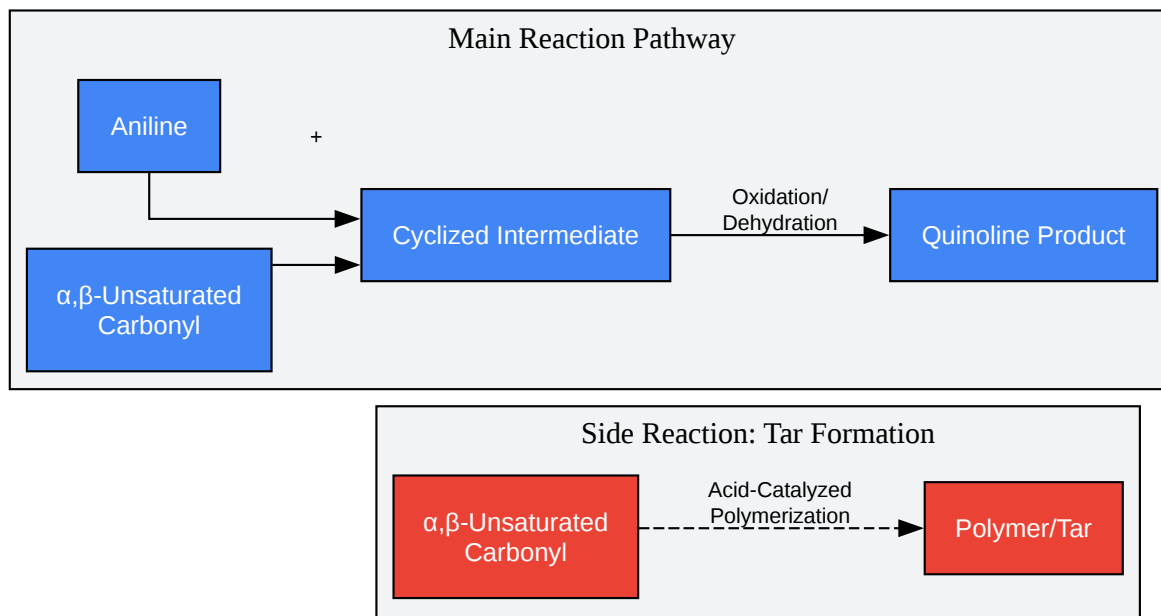 Main Reaction Pathway
Aniline
+
α,β-Unsaturated
Carbonyl
Cyclized Intermediate
Oxidation/
Dehydration
Quinoline Product
Side Reaction: Tar Formation
α,β-Unsaturated
Carbonyl
Acid-Catalyzed
Polymerization
Polymer/Tar